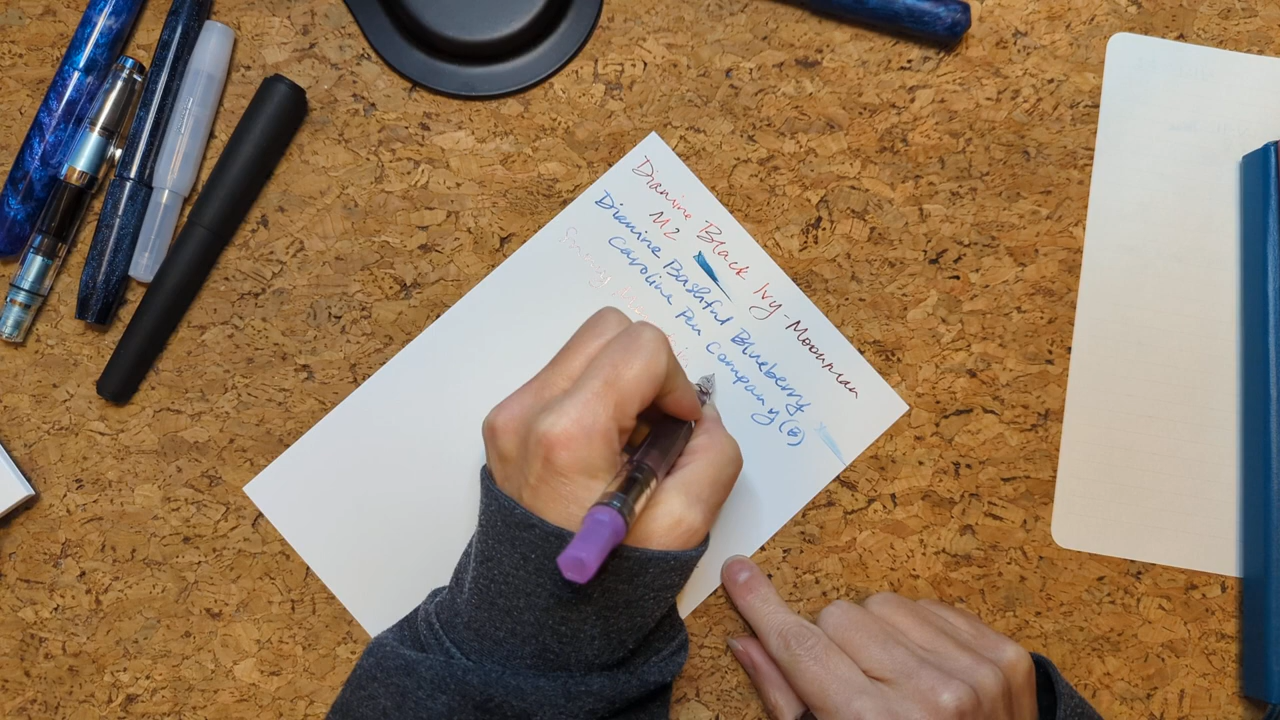 Diamine Black Ivy - Moonman
M2
Diamine Bashful Blueberry
Carolina Pen Company (B)